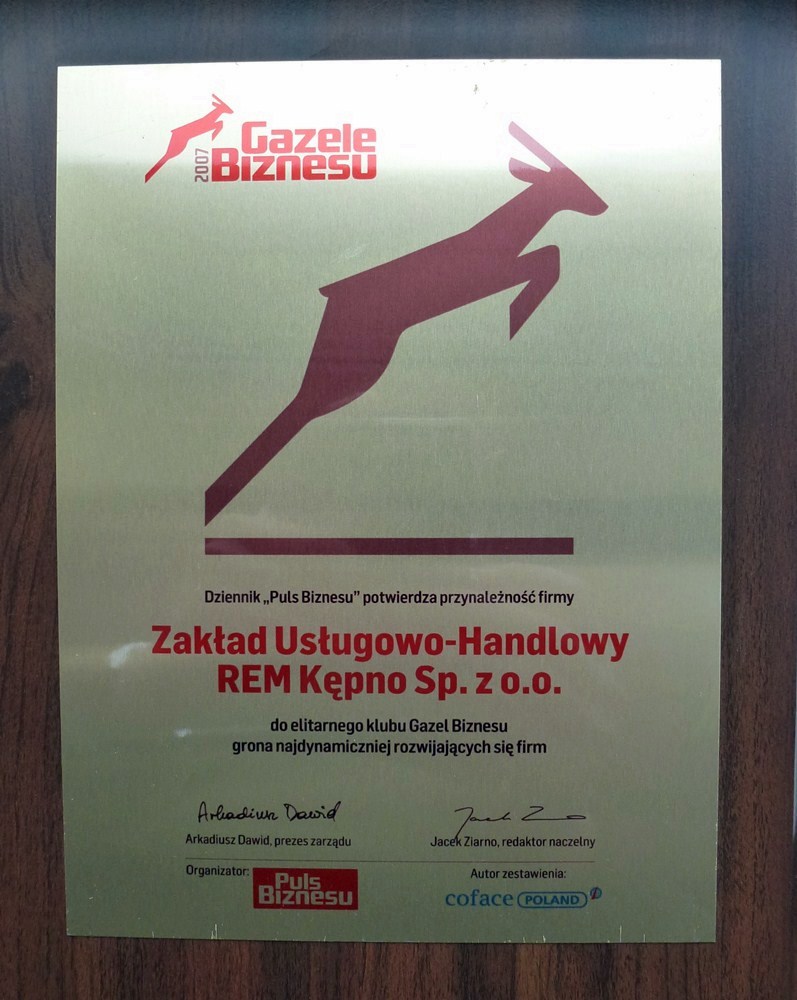 Gazele
2007 Biznesu
Dziennik „Puls Biznesu” potwierdza przynależność firmy
Zakład Usługowo-Handlowy
REM Kępno Sp. z o.o.
do elitarnego klubu Gazel Biznesu
grona najdynamiczniej rozwijających się firm
Arkadiusz Dawid
Arkadiusz Dawid, prezes zarządu
Jacek Ziarno, redaktor naczelny
Organizator:
Puls
Biznesu
Autor zestawienia:
coface POLAND